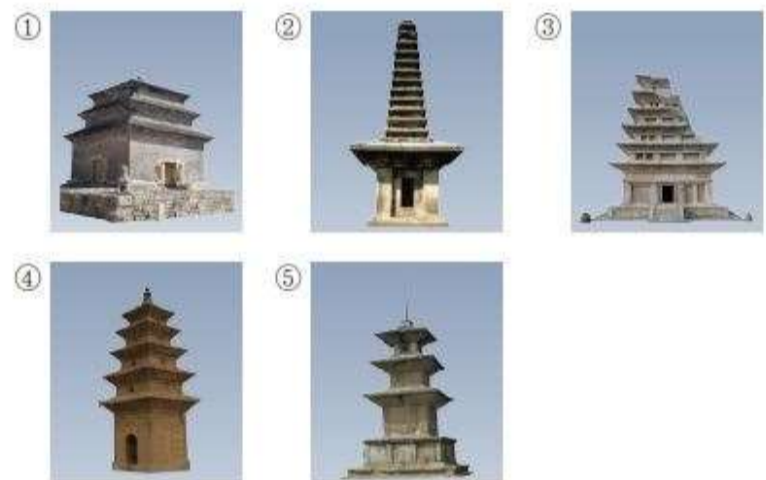 ① ② ③
④ ⑤